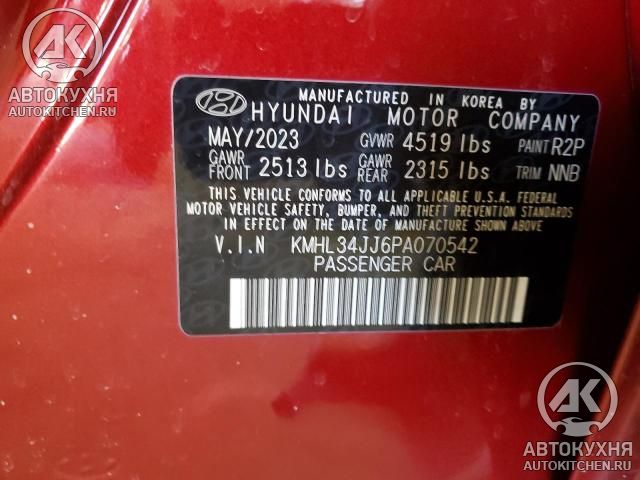 AK
АВТОКУХНЯ
AUTOKITCHEN.RU
MANUFACTURED IN KOREA BY
HYUNDAI MOTOR COMPANY
MAY/2023 GVWR 4519 lbs PAINT R2P
GAWR FRONT 2513 lbs GAWR REAR 2315 lbs TRIM NNB
THIS VEHICLE CONFORMS TO ALL APPLICABLE U.S.A. FEDERAL
MOTOR VEHICLE SAFETY, BUMPER, AND THEFT PREVENTION STANDARDS
IN EFFECT ON THE DATE OF MANUFACTURE SHOWN ABOVE.
V.I.N KMHL34JJ6PA070542
PASSENGER CAR
AK
АВТОКУХНЯ
AUTOKITCHEN.RU